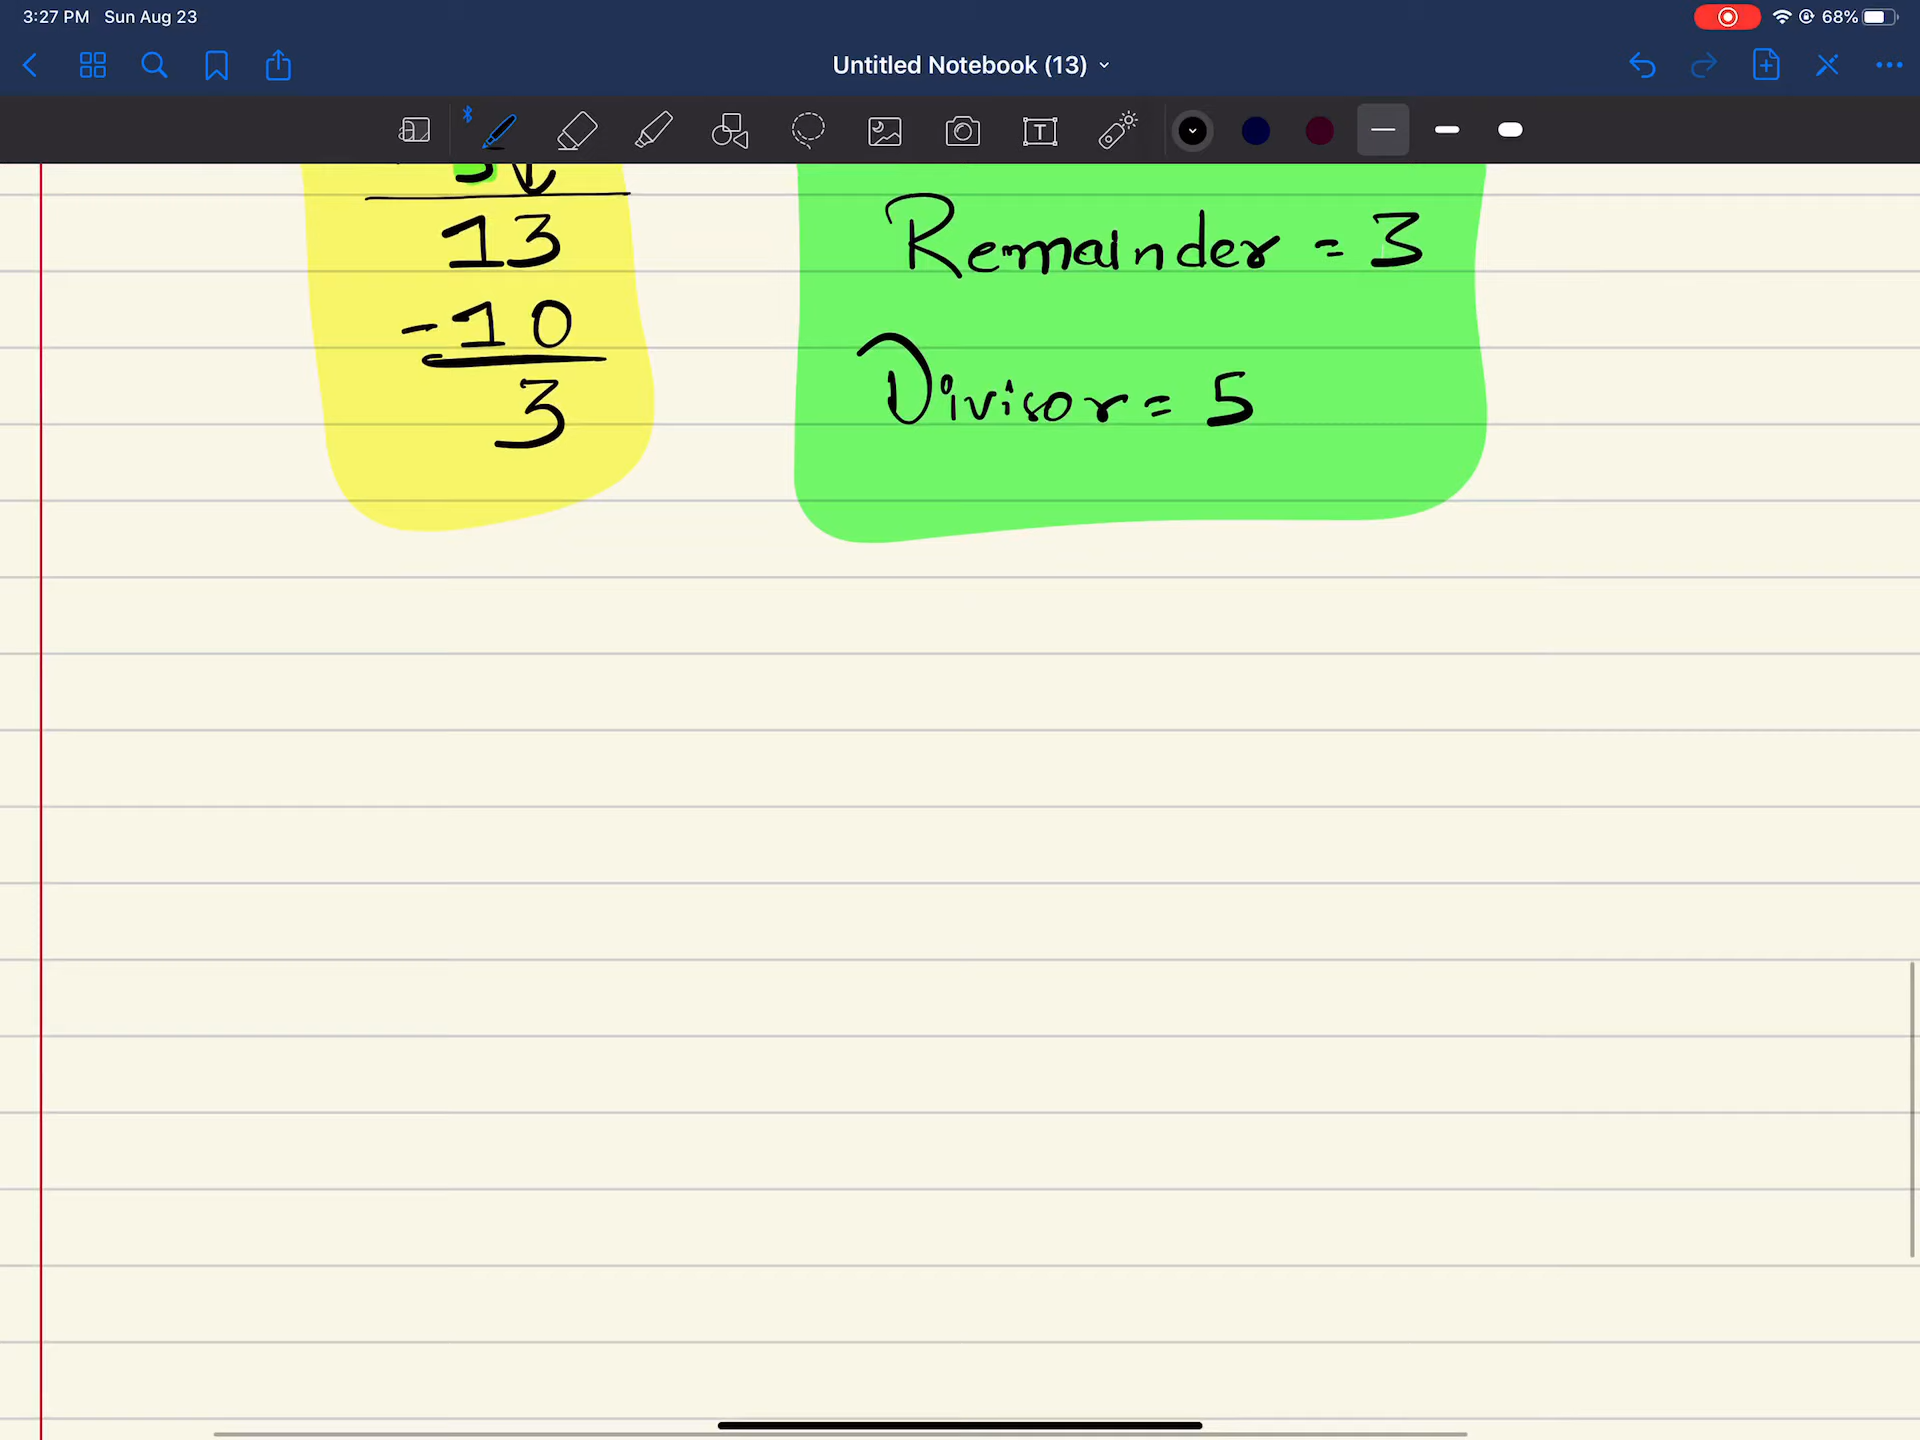 3:27 PM Sun Aug 23
68%
Untitled Notebook (13)
13
-10
3
Remainder = 3
Divisor = 5